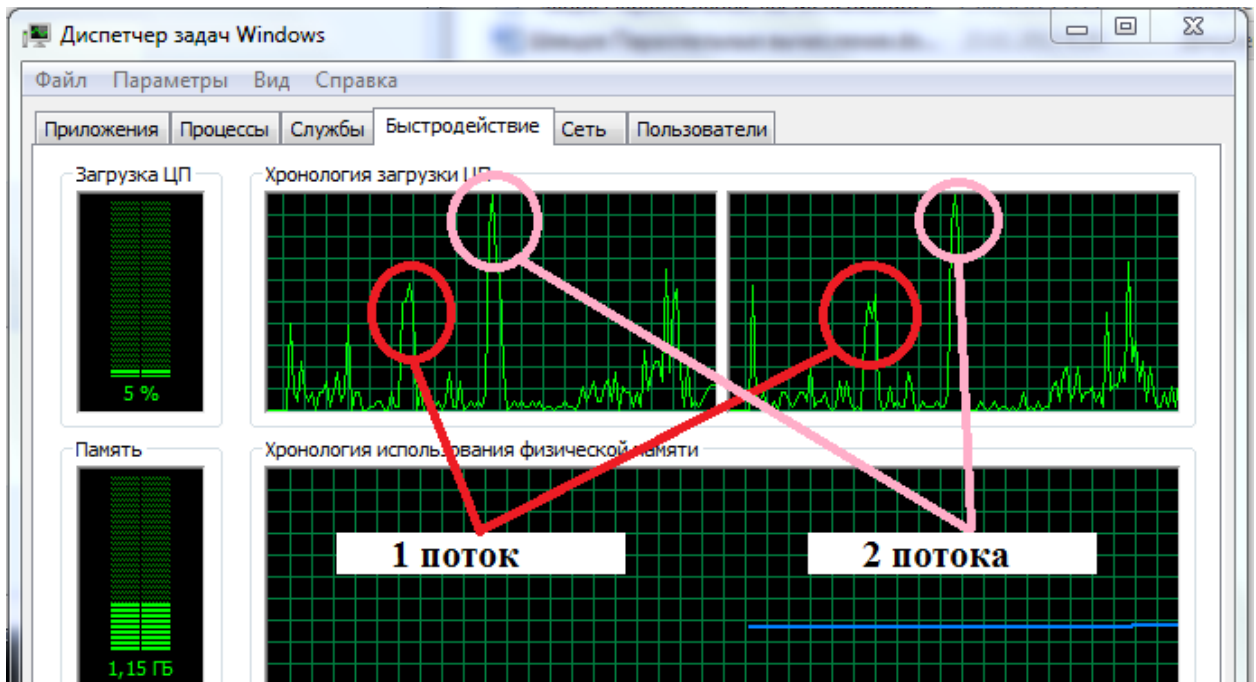 Диспетчер задач Windows
Файл Параметры Вид Справка
Приложения Процессы Службы Быстродействие Сеть Пользователи
Загрузка ЦП
Хронология загрузки ЦП
5 %
Память
Хронология использования физической памяти
1 поток
2 потока
1,15 ГБ